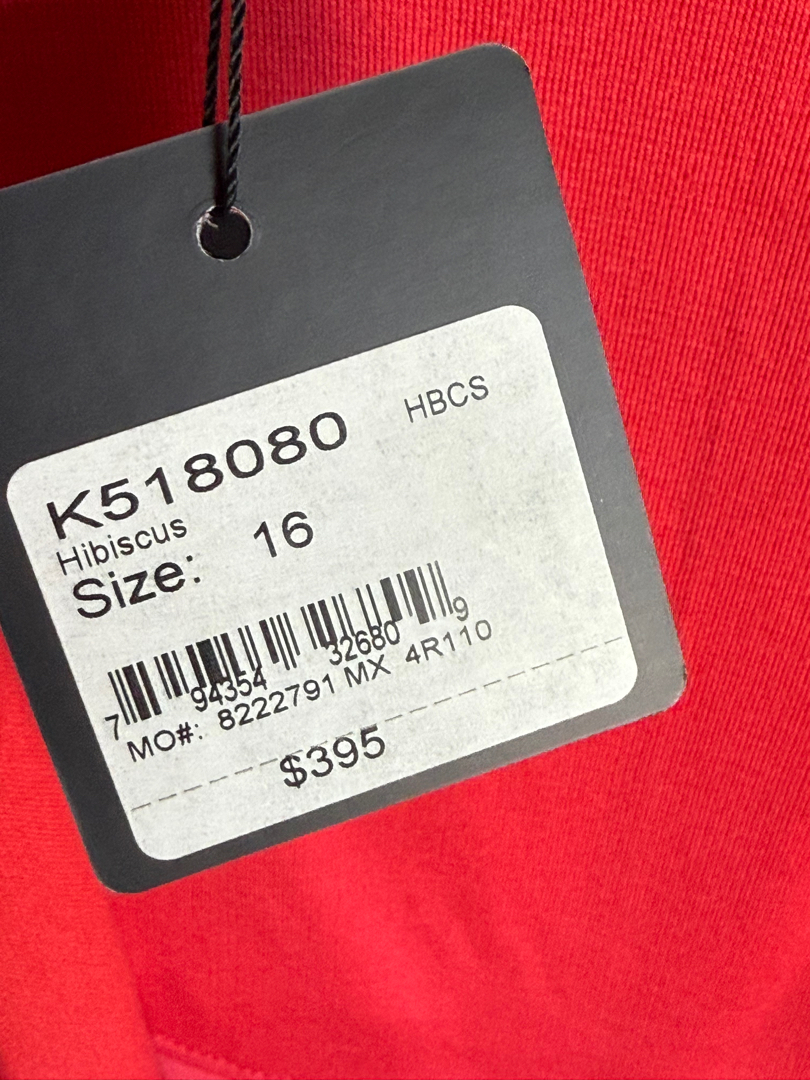 K518080 HBCS
Hibiscus
Size: 16
7 94354 32680 9
MO#: 8222791 MX 4R110
$395